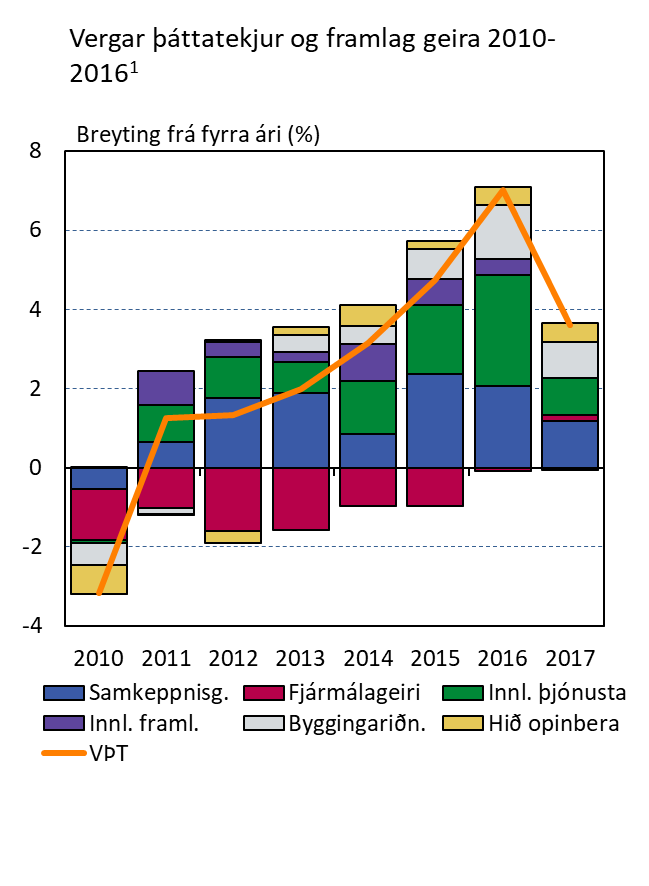 Vergar þáttatekjur og framlag geira 2010-
2016¹
Breyting frá fyrra ári (%)
8
6
4
2
0
-2
-4
2010 2011 2012 2013 2014 2015 2016 2017
Samkeppnisg. Fjármálageiri Innl. þjónusta
Innl. framl. Byggingariðn. Hið opinbera
VÞT